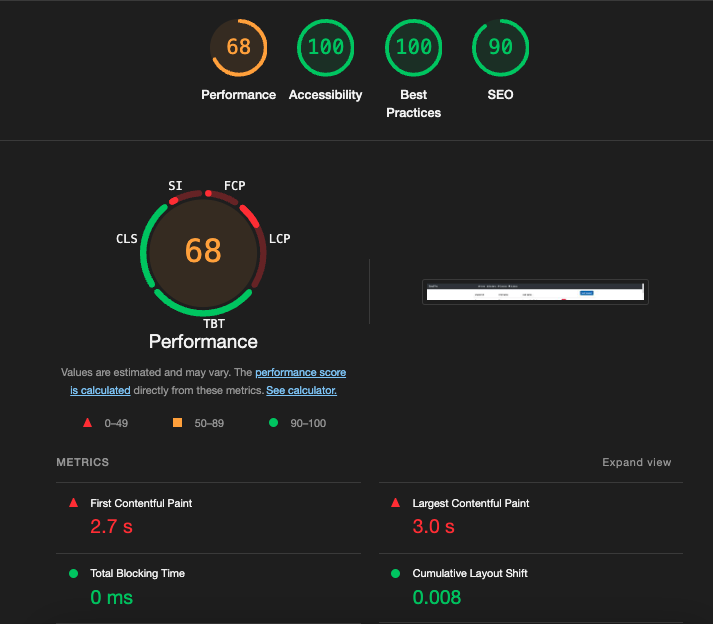 68
100
100
90
Performance
Accessibility
Best
Practices
SEO
SI
FCP
CLS
LCP
68
TBT
Performance
Values are estimated and may vary. The performance score
is calculated directly from these metrics. See calculator.
0–49
50–89
90–100
METRICS
Expand view
First Contentful Paint
2.7 s
Largest Contentful Paint
3.0 s
Total Blocking Time
0 ms
Cumulative Layout Shift
0.008